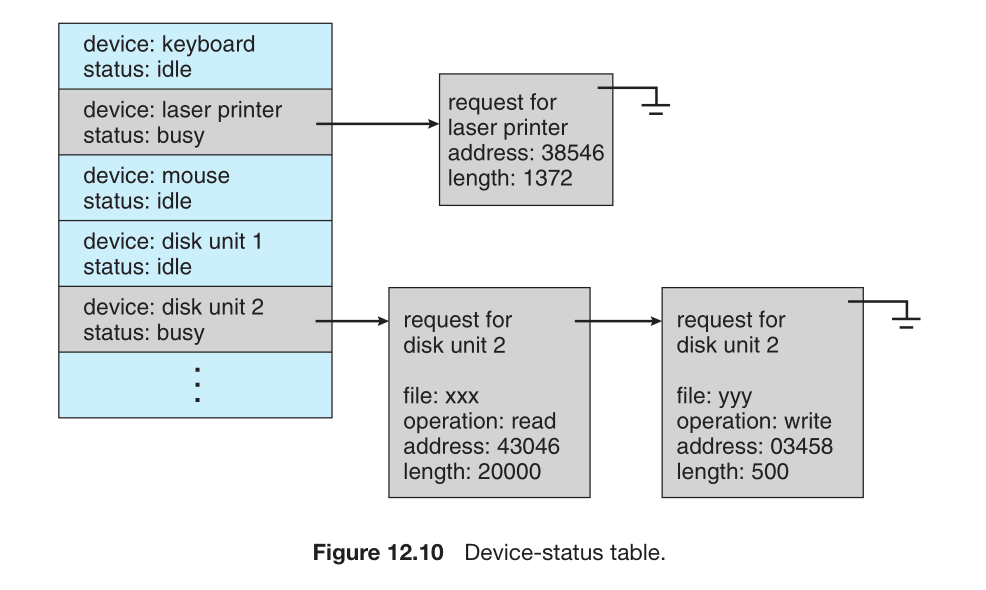 device: keyboard
status: idle
device: laser printer
status: busy
device: mouse
status: idle
device: disk unit 1
status: idle
device: disk unit 2
status: busy
request for
laser printer
address: 38546
length: 1372
request for
disk unit 2
file: xxx
operation: read
address: 43046
length: 20000
request for
disk unit 2
file: yyy
operation: write
address: 03458
length: 500
Figure 12.10 Device-status table.